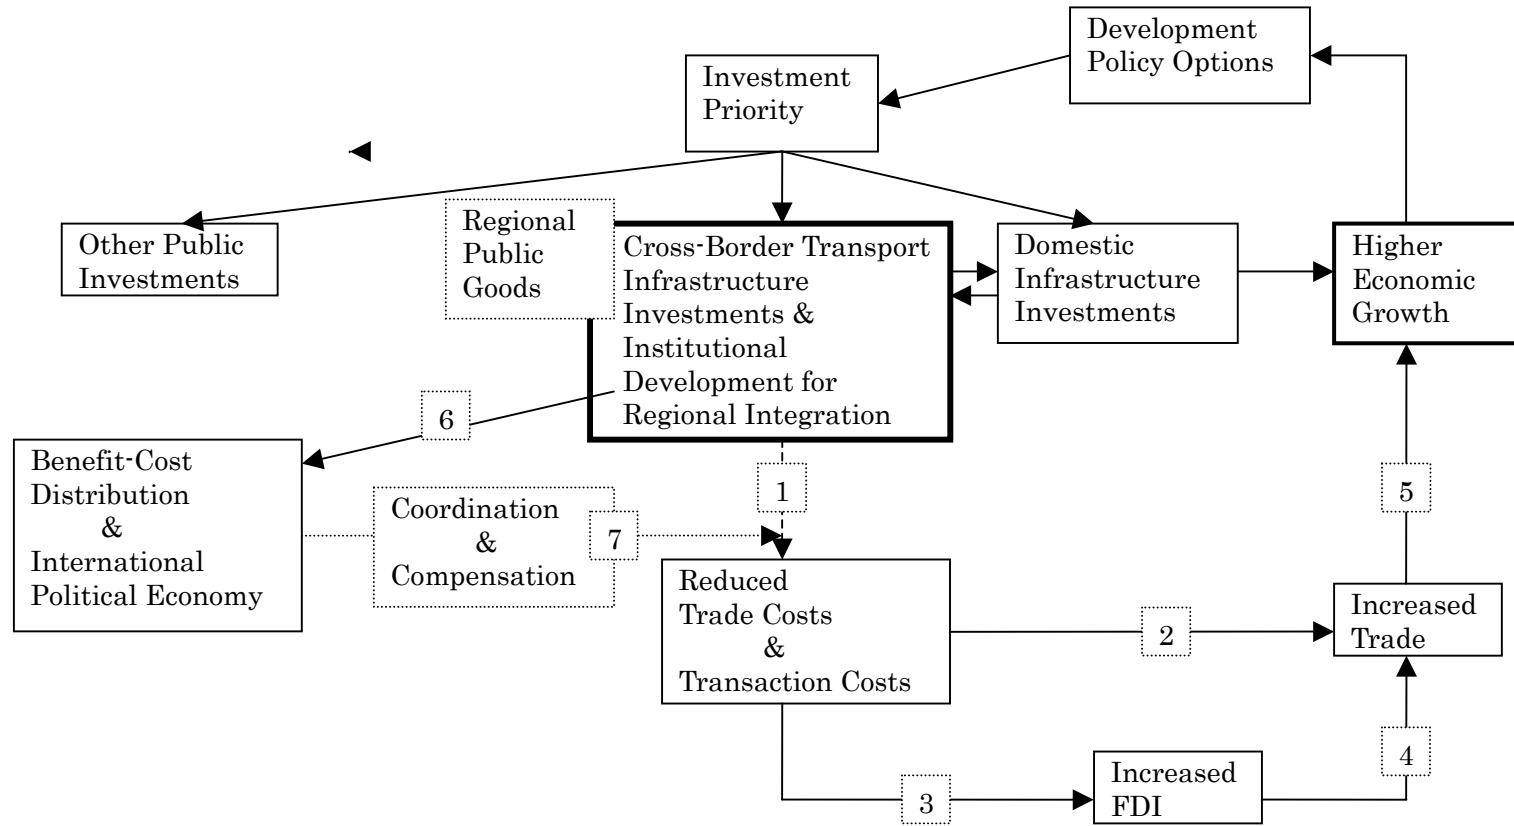 Development
Policy Options
Investment
Priority
Regional
Public
Goods
Other Public
Investments
Cross-Border Transport
Infrastructure
Investments &
Institutional
Development for
Regional Integration
Domestic
Infrastructure
Investments
Higher
Economic
Growth
6
Benefit-Cost
Distribution
&
International
Political Economy
Coordination
&
Compensation
7
1
5
Reduced
Trade Costs
&
Transaction Costs
2
Increased
Trade
3
Increased
FDI
4